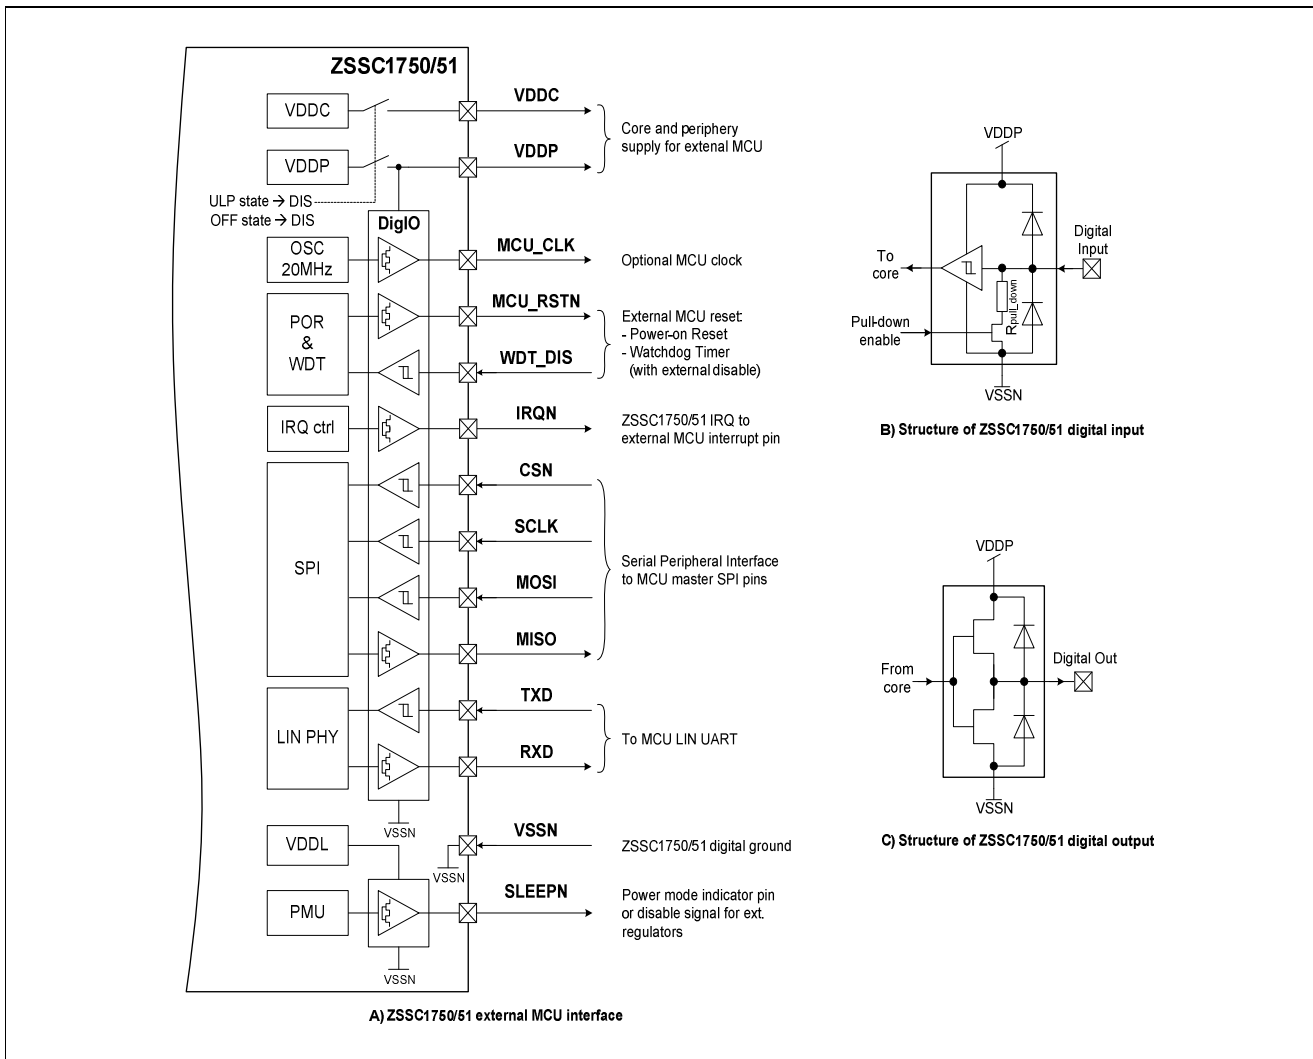 ZSSC1750/51
VDDC
VDDC
Core and periphery
supply for extenal MCU
VDDP
VDDP
ULP state → DIS
OFF state → DIS
DigIO
OSC
20MHz
MCU_CLK
Optional MCU clock
POR
&
WDT
MCU_RSTN
External MCU reset:
- Power-on Reset
- Watchdog Timer
(with external disable)
WDT_DIS
IRQ ctrl
IRQN
ZSSC1750/51 IRQ to
external MCU interrupt pin
SPI
CSN
SCLK
MOSI
MISO
Serial Peripheral Interface
to MCU master SPI pins
LIN PHY
TXD
RXD
To MCU LIN UART
VSSN
VDDL
VSSN
VSSN
ZSSC1750/51 digital ground
PMU
SLEEPN
Power mode indicator pin
or disable signal for ext.
regulators
VSSN
A) ZSSC1750/51 external MCU interface
VDDP
Digital
Input
To
core
Rpull_down
Pull-down
enable
VSSN
B) Structure of ZSSC1750/51 digital input
VDDP
From
core
Digital Out
VSSN
C) Structure of ZSSC1750/51 digital output